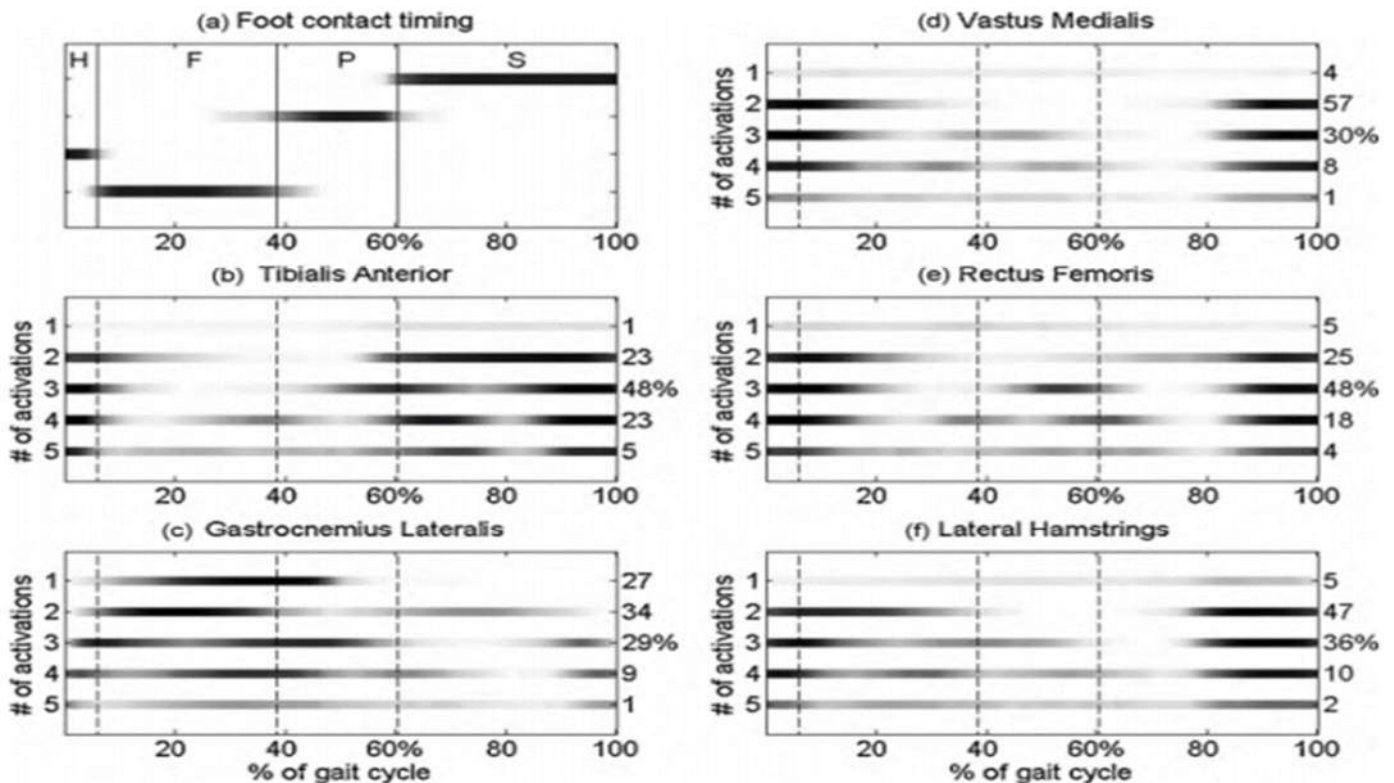 (a) Foot contact timing
H F P S
20 40 60% 80 100
(b) Tibialis Anterior
# of activations
1 1
2 23
3 48%
4 23
5 5
20 40 60% 80 100
(c) Gastrocnemius Lateralis
# of activations
1 27
2 34
3 29%
4 9
5 1
20 40 60% 80 100
% of gait cycle
(d) Vastus Medialis
# of activations
1 4
2 57
3 30%
4 8
5 1
20 40 60% 80 100
(e) Rectus Femoris
# of activations
1 5
2 25
3 48%
4 18
5 4
20 40 60% 80 100
(f) Lateral Hamstrings
# of activations
1 5
2 47
3 36%
4 10
5 2
20 40 60% 80 100
% of gait cycle